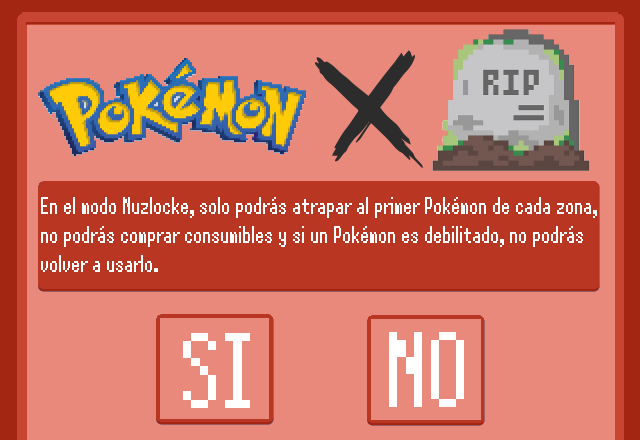 POKÉMON
RIP
En el modo Nuzlocke, solo podrás atrapar al primer Pokémon de cada zona,
no podrás comprar consumibles y si un Pokémon es debilitado, no podrás
volver a usarlo.
SI
NO